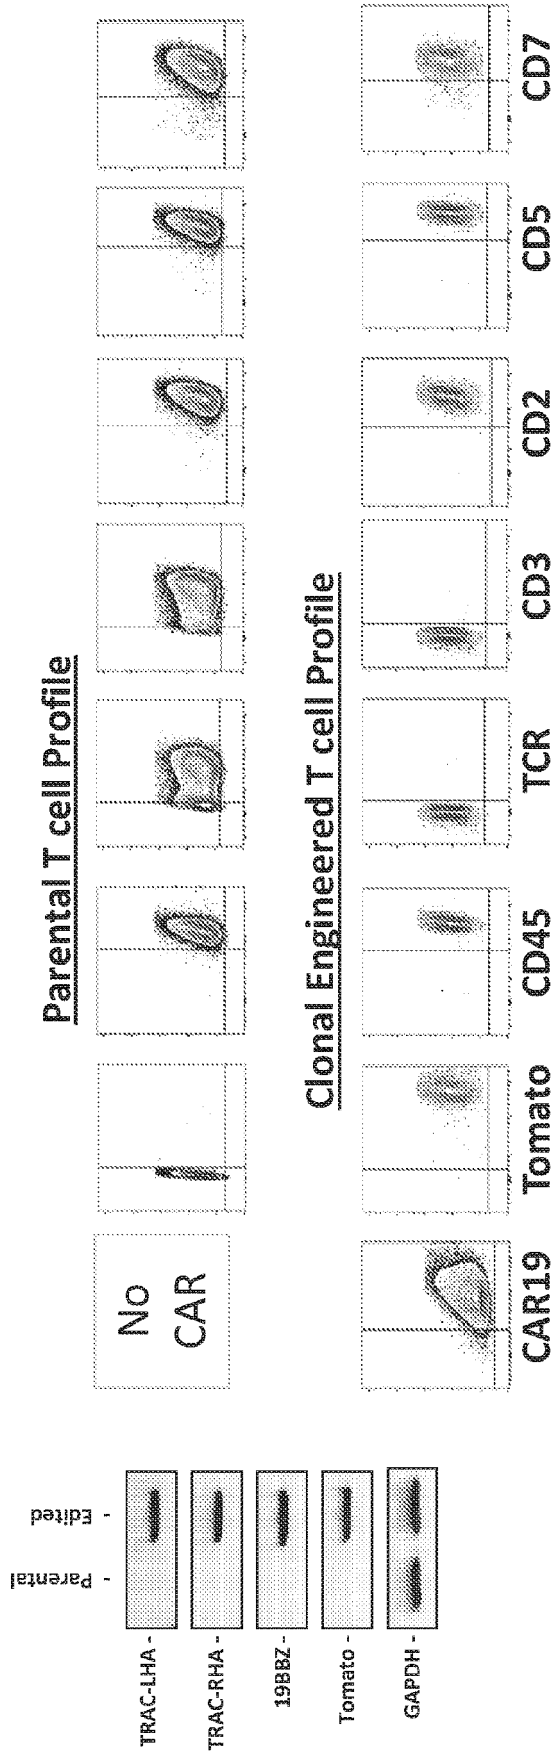 Parental
Edited
TRAC-LHA -
TRAC-RHA -
19BBZ -
Tomato -
GAPDH -
Parental T cell Profile
No
CAR
Clonal Engineered T cell Profile
CAR19
Tomato
CD45
TCR
CD3
CD2
CD5
CD7